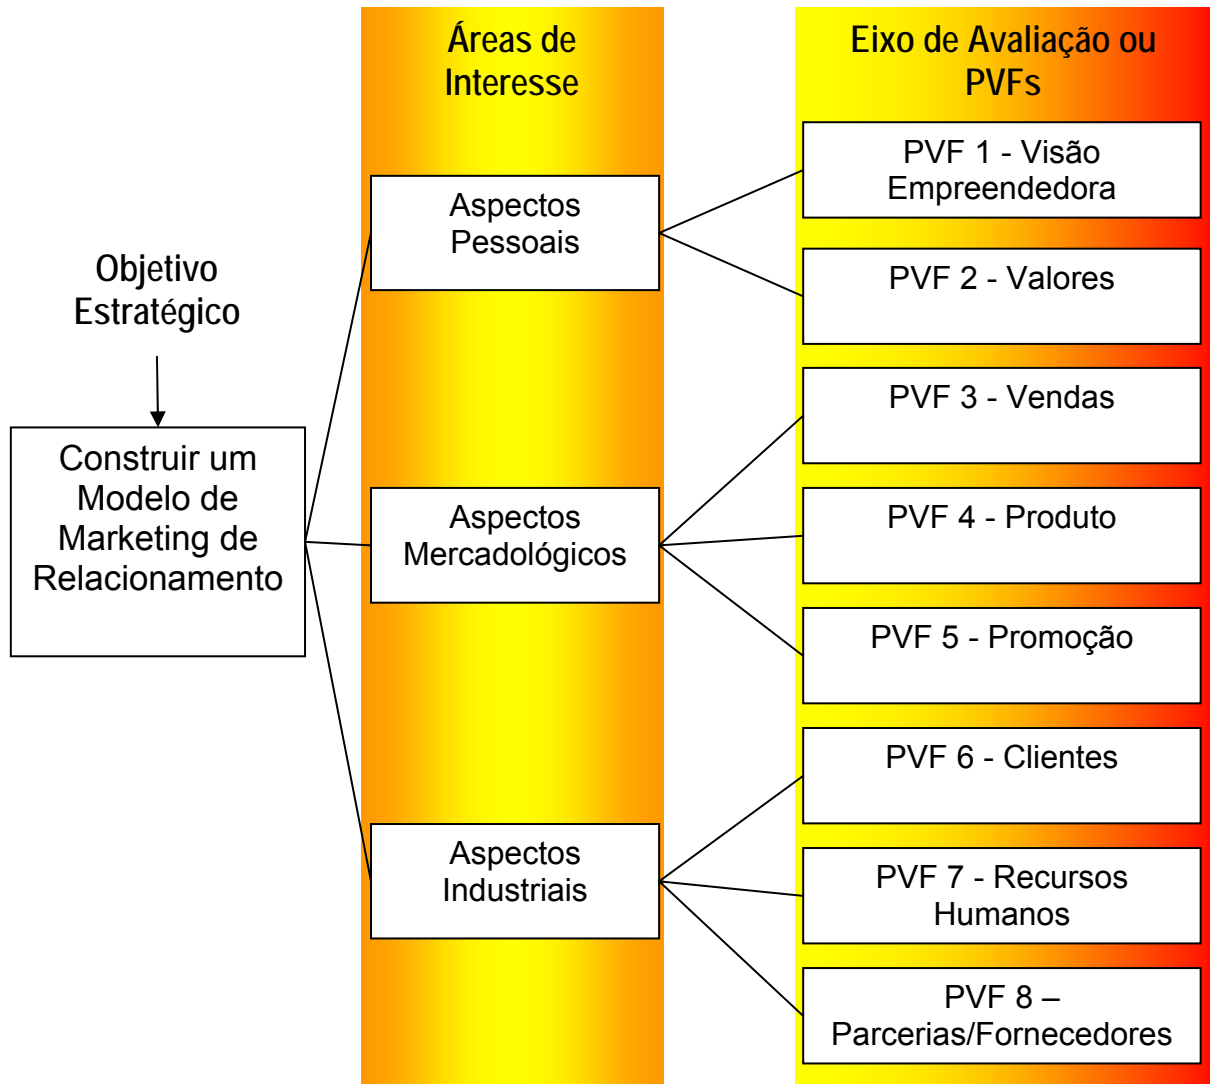 Áreas de
Interesse
Eixo de Avaliação ou
PVFs
Objetivo
Estratégico
Construir um
Modelo de
Marketing de
Relacionamento
Aspectos
Pessoais
Aspectos
Mercadológicos
Aspectos
Industriais
PVF 1 - Visão
Empreendedora
PVF 2 - Valores
PVF 3 - Vendas
PVF 4 - Produto
PVF 5 - Promoção
PVF 6 - Clientes
PVF 7 - Recursos
Humanos
PVF 8 –
Parcerias/Fornecedores